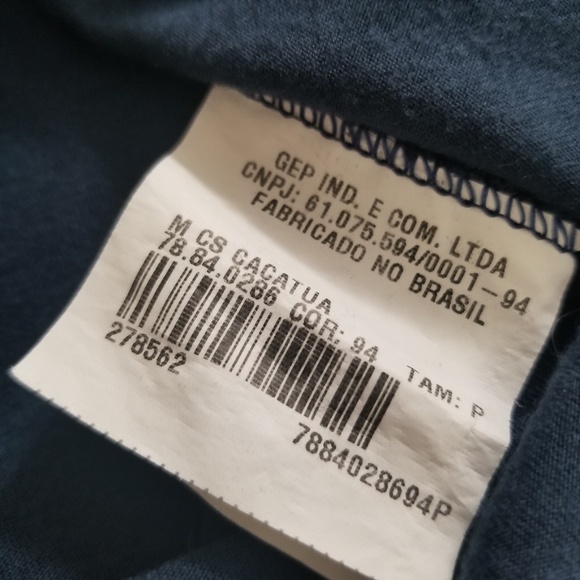 GEP IND. E COM. LTDA
CNPJ: 61.075.594/0001-94
FABRICADO NO BRASIL
M CS CACATUA
78.84.0286 COR: 94 TAM: P
278562
7884028694P